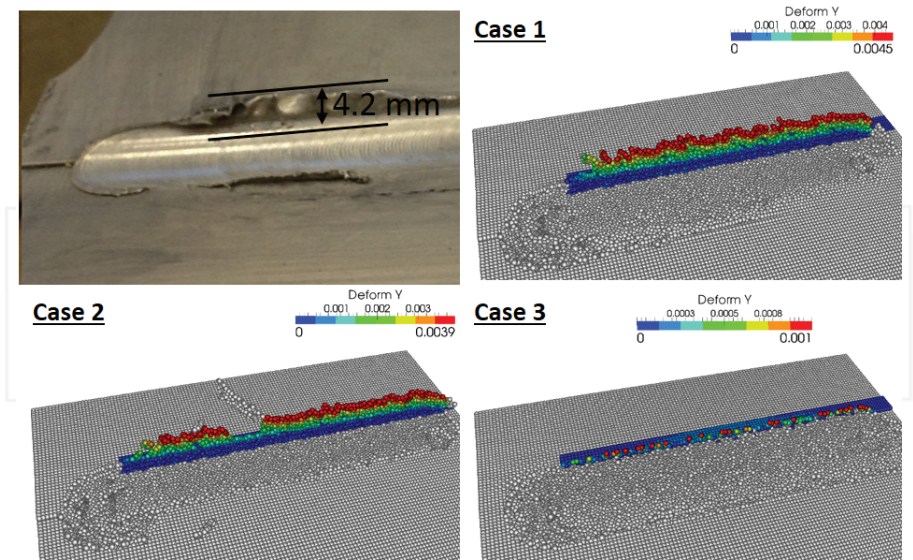 4.2 mm
Case 1
Deform Y
0.001 0.002 0.003 0.004
0 0.0045
Case 2
Deform Y
0.001 0.002 0.003
0 0.0039
Case 3
Deform Y
0.0003 0.0005 0.0008
0 0.001